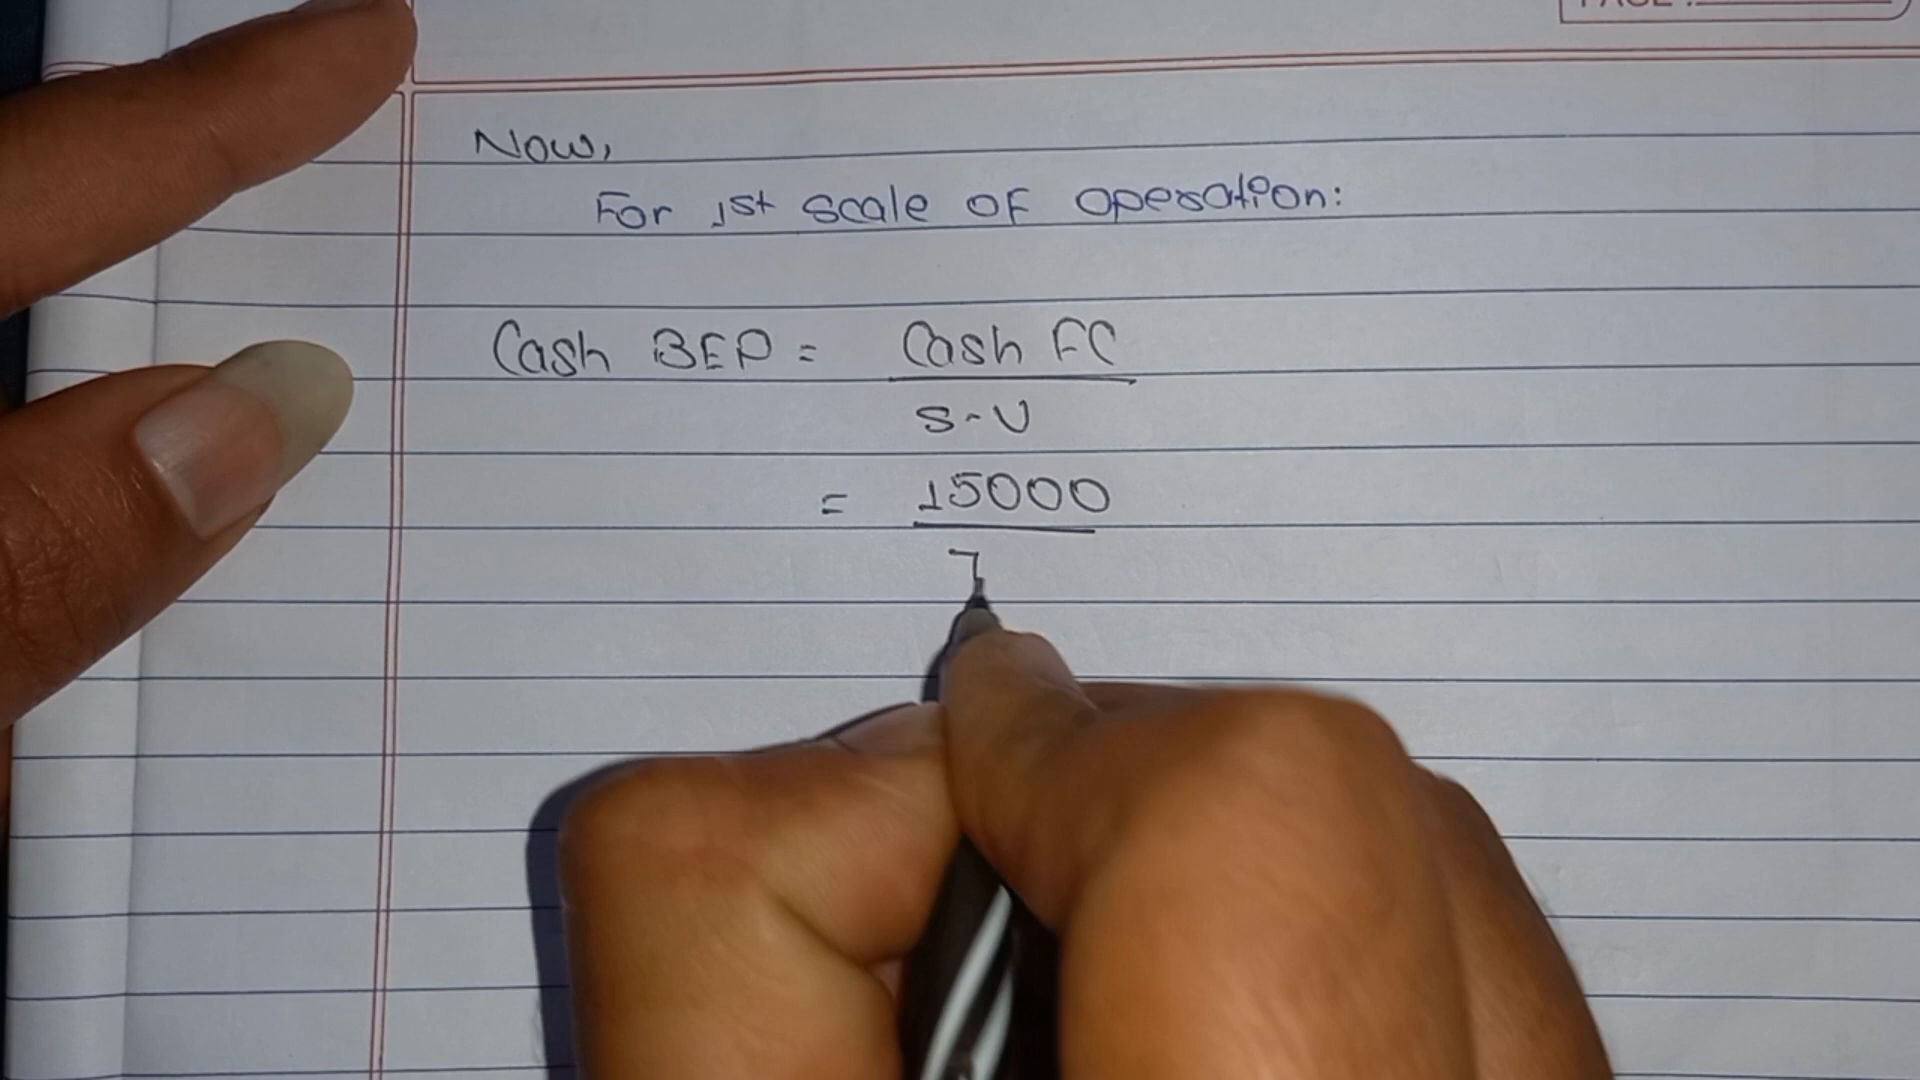 Now,
For 1st scale of operation:
Cash BEP = Cash FC
S-V
= 15000
7